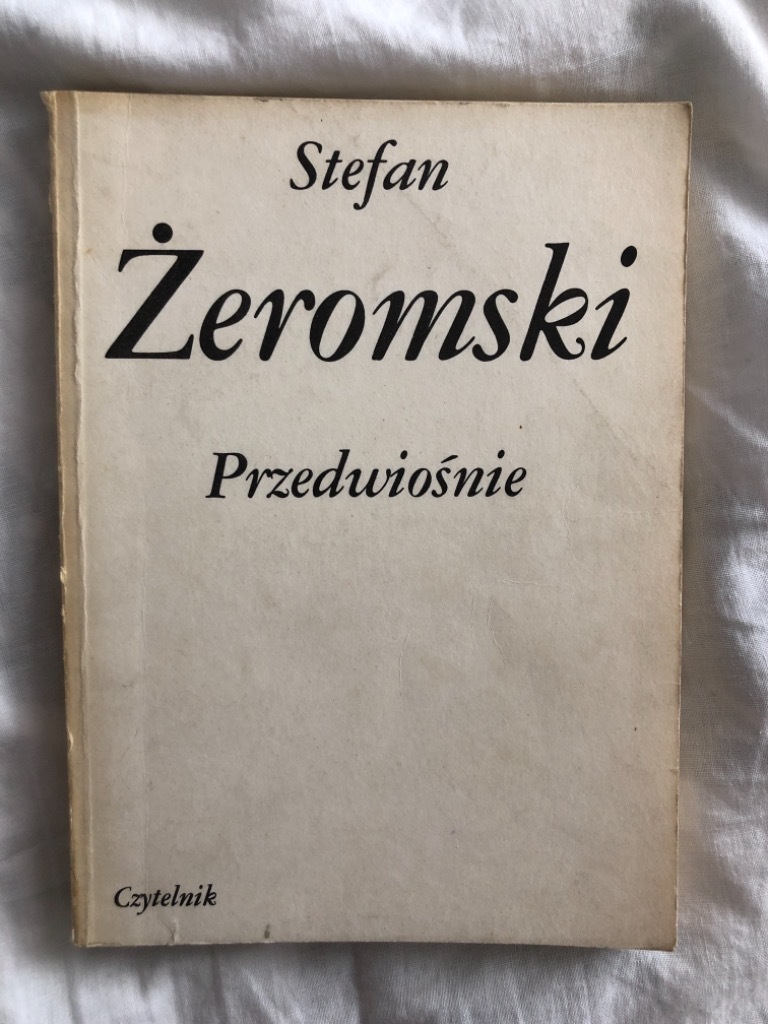 Stefan
Żeromski
Przedwiośnie
Czytelnik